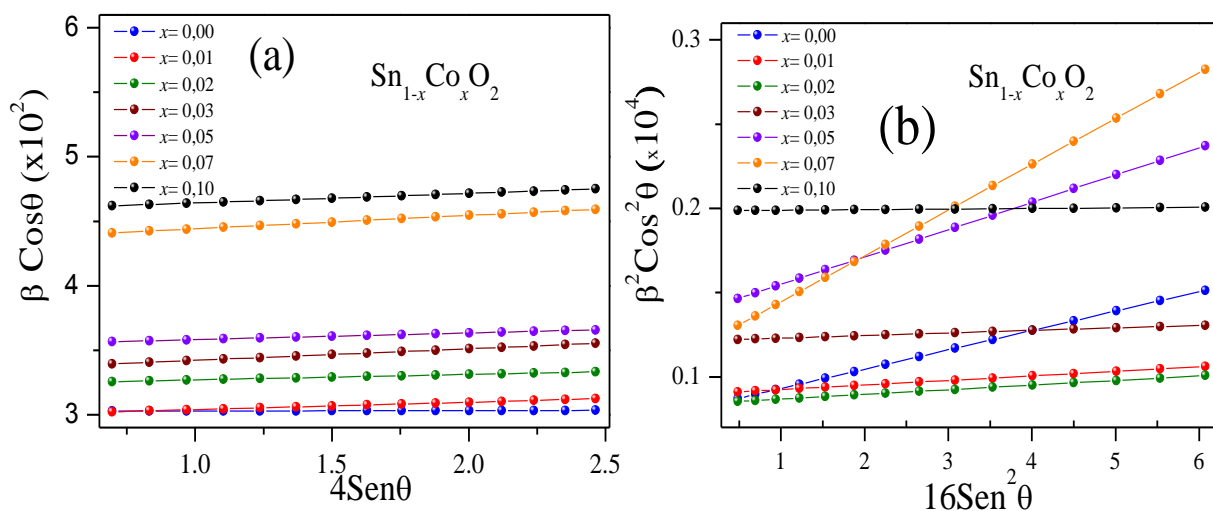 (a)
Sn₁₋ₓCoₓO₂
x= 0,00
x= 0,01
x= 0,02
x= 0,03
x= 0,05
x= 0,07
x= 0,10
β Cosθ (x10²)
6
5
4
3
1.0
1.5
2.0
2.5
4Senθ
(b)
Sn₁₋ₓCoₓO₂
x= 0,00
x= 0,01
x= 0,02
x= 0,03
x= 0,05
x= 0,07
x= 0,10
β²Cos²θ (x10⁴)
0.3
0.2
0.1
1
2
3
4
5
6
16Sen²θ